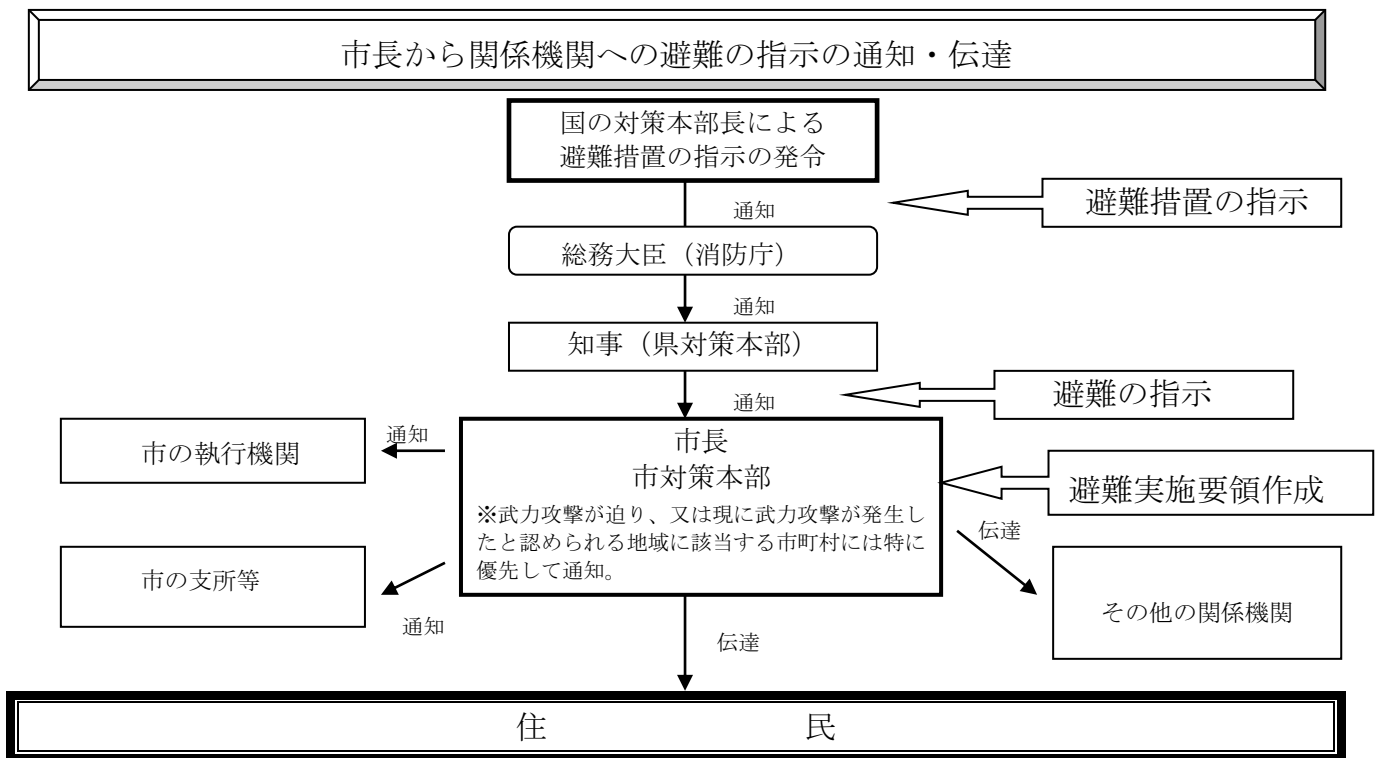 市長から関係機関への避難の指示の通知・伝達
国の対策本部長による
避難措置の指示の発令
通知
避難措置の指示
総務大臣（消防庁）
通知
知事（県対策本部）
通知
避難の指示
市の執行機関
通知
市長
市対策本部
※武力攻撃が迫り、又は現に武力攻撃が発生し
たと認められる地域に該当する市町村には特に
優先して通知。
避難実施要領作成
伝達
市の支所等
通知
その他の関係機関
伝達
住　　民